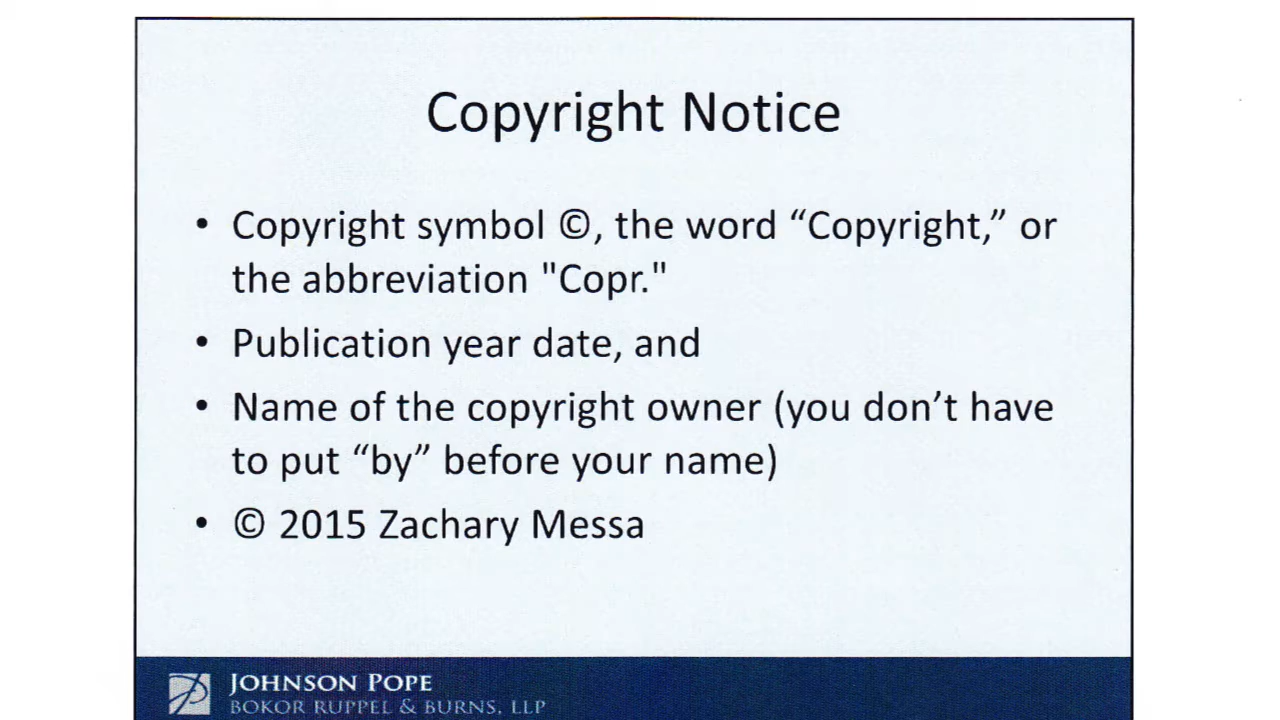 Copyright Notice
• Copyright symbol ©, the word “Copyright,” or
the abbreviation "Copr."
• Publication year date, and
• Name of the copyright owner (you don’t have
to put “by” before your name)
• © 2015 Zachary Messa
JOHNSON POPE
BOKOR RUPPEL & BURNS, LLP